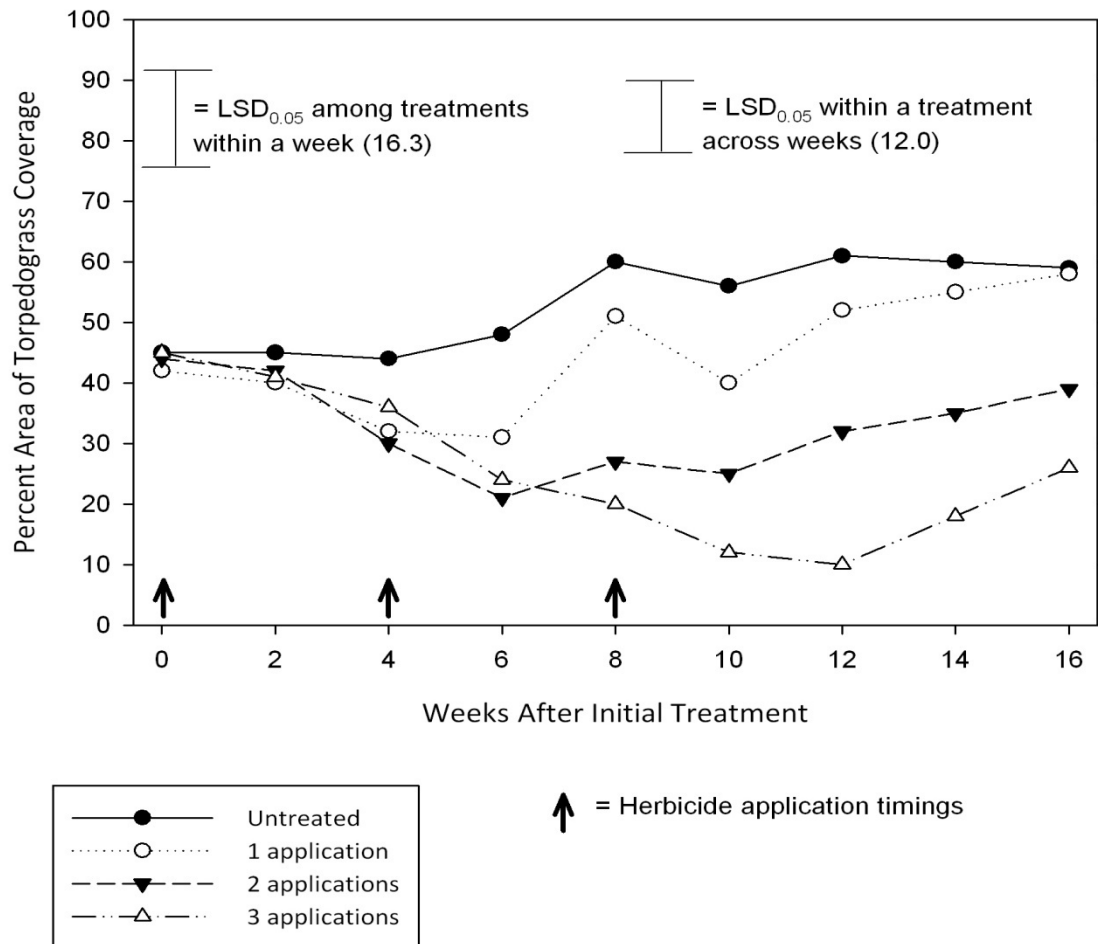 Percent Area of Torpedograss Coverage
100
90
80
70
60
50
40
30
20
10
0
= LSD0.05 among treatments
within a week (16.3)
= LSD0.05 within a treatment
across weeks (12.0)
0 2 4 6 8 10 12 14 16
Weeks After Initial Treatment
Untreated
1 application
2 applications
3 applications
= Herbicide application timings